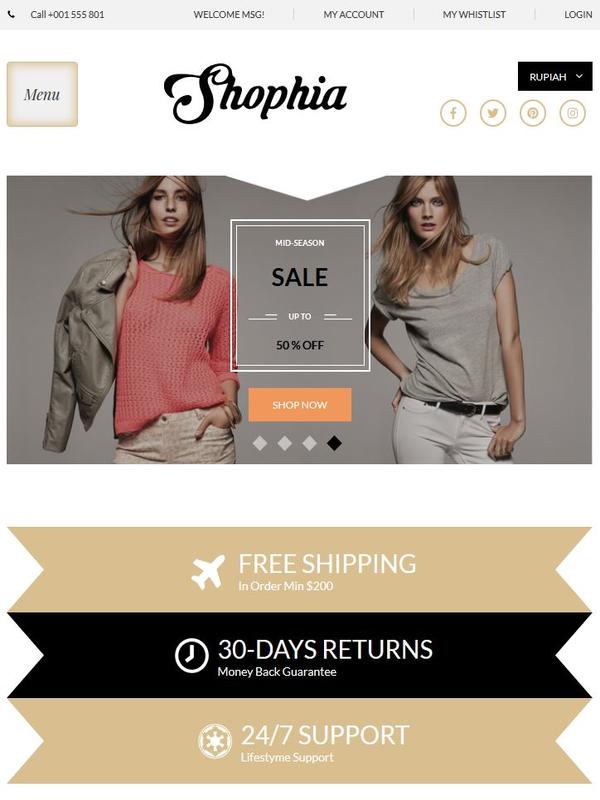 Call +001 555 801
WELCOME MSG!
MY ACCOUNT
MY WHISTLIST
LOGIN
Menu
Shophia
RUPIAH
MID-SEASON
SALE
UP TO
50 % OFF
SHOP NOW
FREE SHIPPING
In Order Min $200
30-DAYS RETURNS
Money Back Guarantee
24/7 SUPPORT
Lifestyme Support